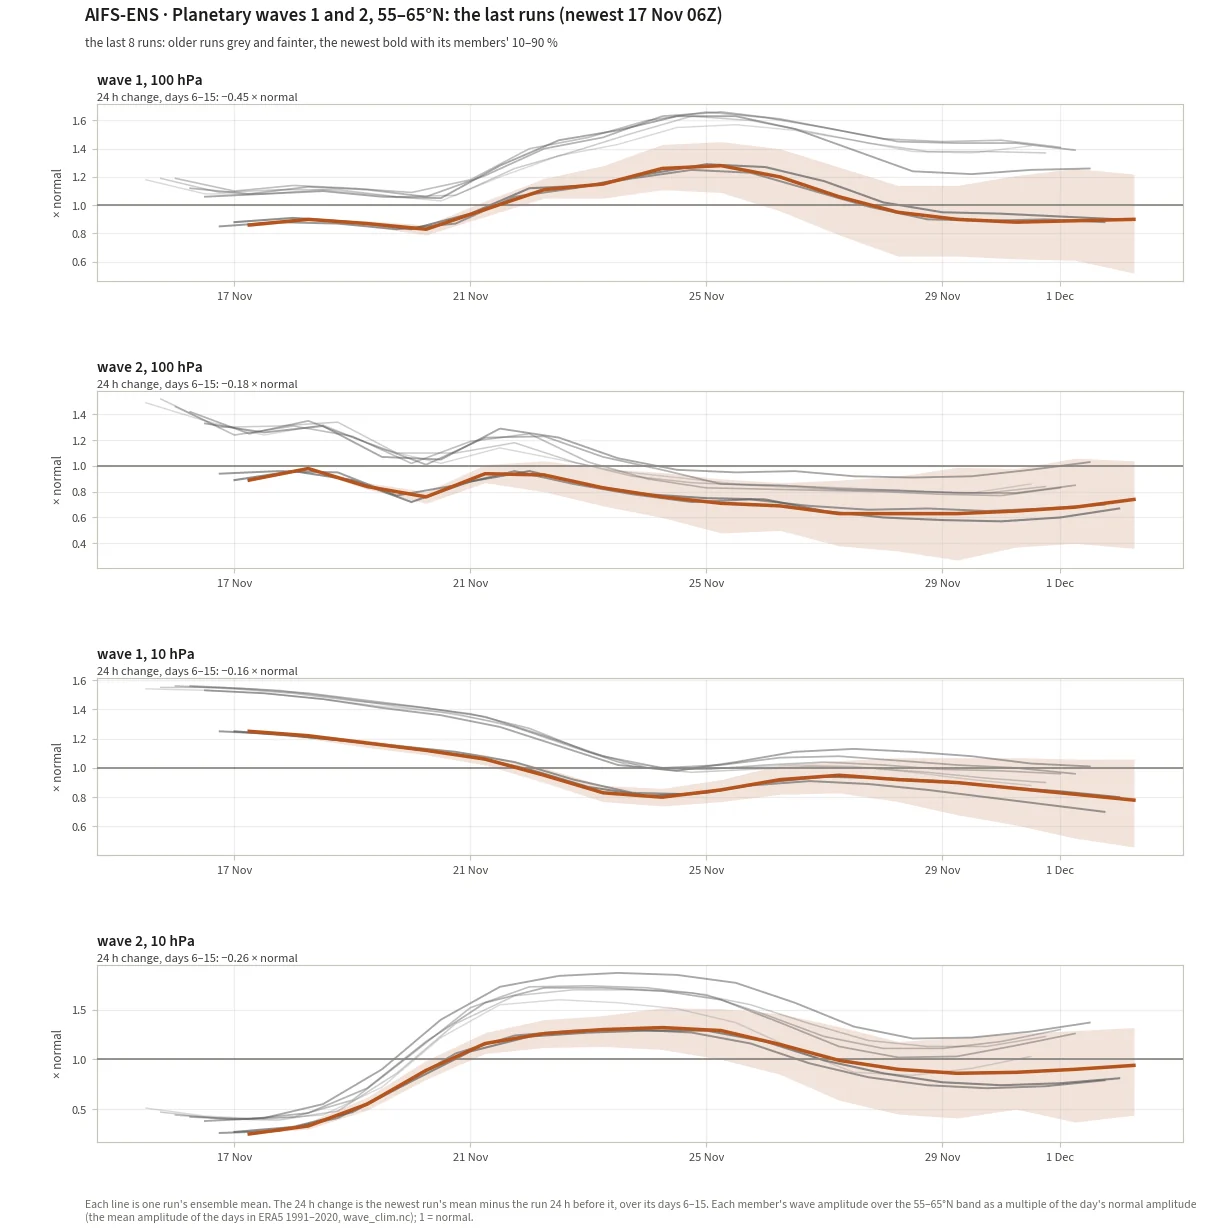 AIFS-ENS · Planetary waves 1 and 2, 55–65°N: the last runs (newest 17 Nov 06Z)
the last 8 runs: older runs grey and fainter, the newest bold with its members' 10–90 %
wave 1, 100 hPa
24 h change, days 6–15: −0.45 × normal
1.6
1.4
1.2
1.0
0.8
0.6
× normal
17 Nov 21 Nov 25 Nov 29 Nov 1 Dec
wave 2, 100 hPa
24 h change, days 6–15: −0.18 × normal
1.4
1.2
1.0
0.8
0.6
0.4
× normal
17 Nov 21 Nov 25 Nov 29 Nov 1 Dec
wave 1, 10 hPa
24 h change, days 6–15: −0.16 × normal
1.6
1.4
1.2
1.0
0.8
0.6
× normal
17 Nov 21 Nov 25 Nov 29 Nov 1 Dec
wave 2, 10 hPa
24 h change, days 6–15: −0.26 × normal
1.5
1.0
0.5
× normal
17 Nov 21 Nov 25 Nov 29 Nov 1 Dec
Each line is one run's ensemble mean. The 24 h change is the newest run's mean minus the run 24 h before it, over its days 6–15. Each member's wave amplitude over the 55–65°N band as a multiple of the day's normal amplitude
(the mean amplitude of the days in ERA5 1991–2020, wave_clim.nc); 1 = normal.